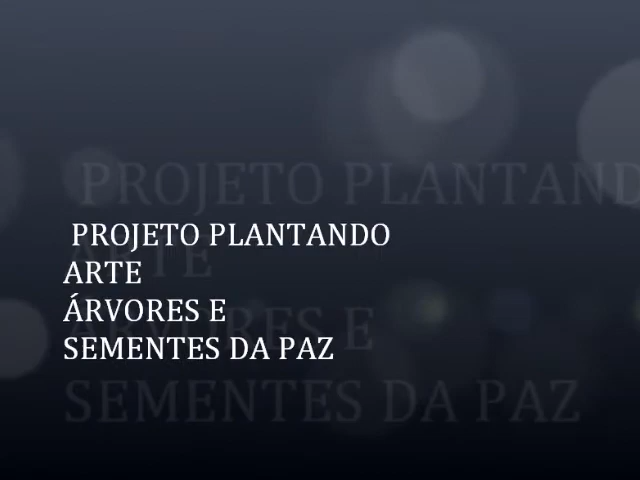 PROJETO PLANTANDO
ARTE
ÁRVORES E
SEMENTES DA PAZ